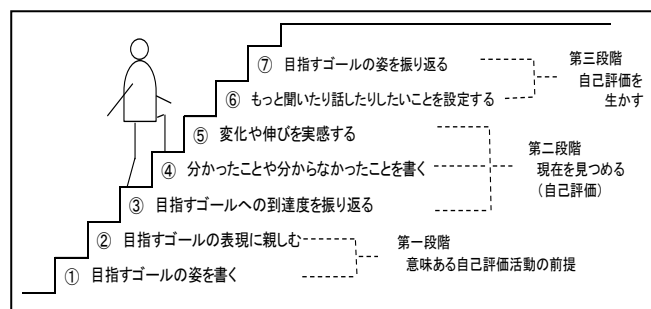 ⑦ 目指すゴールの姿を振り返る
第三段階
自己評価を
生かす
⑥ もっと聞いたり話したりしたいことを設定する
⑤ 変化や伸びを実感する
第二段階
現在を見つめる
(自己評価)
④ 分かったことや分からなかったことを書く
③ 目指すゴールへの到達度を振り返る
② 目指すゴールの表現に親しむ
第一段階
意味ある自己評価活動の前提
① 目指すゴールの姿を書く